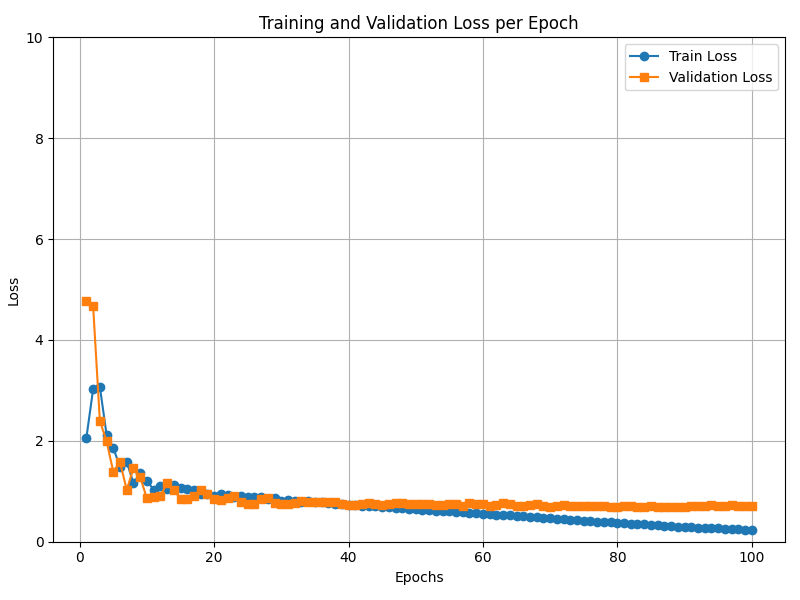 Training and Validation Loss per Epoch
10
8
6
4
2
0
Loss
Train Loss
Validation Loss
0 20 40 60 80 100
Epochs